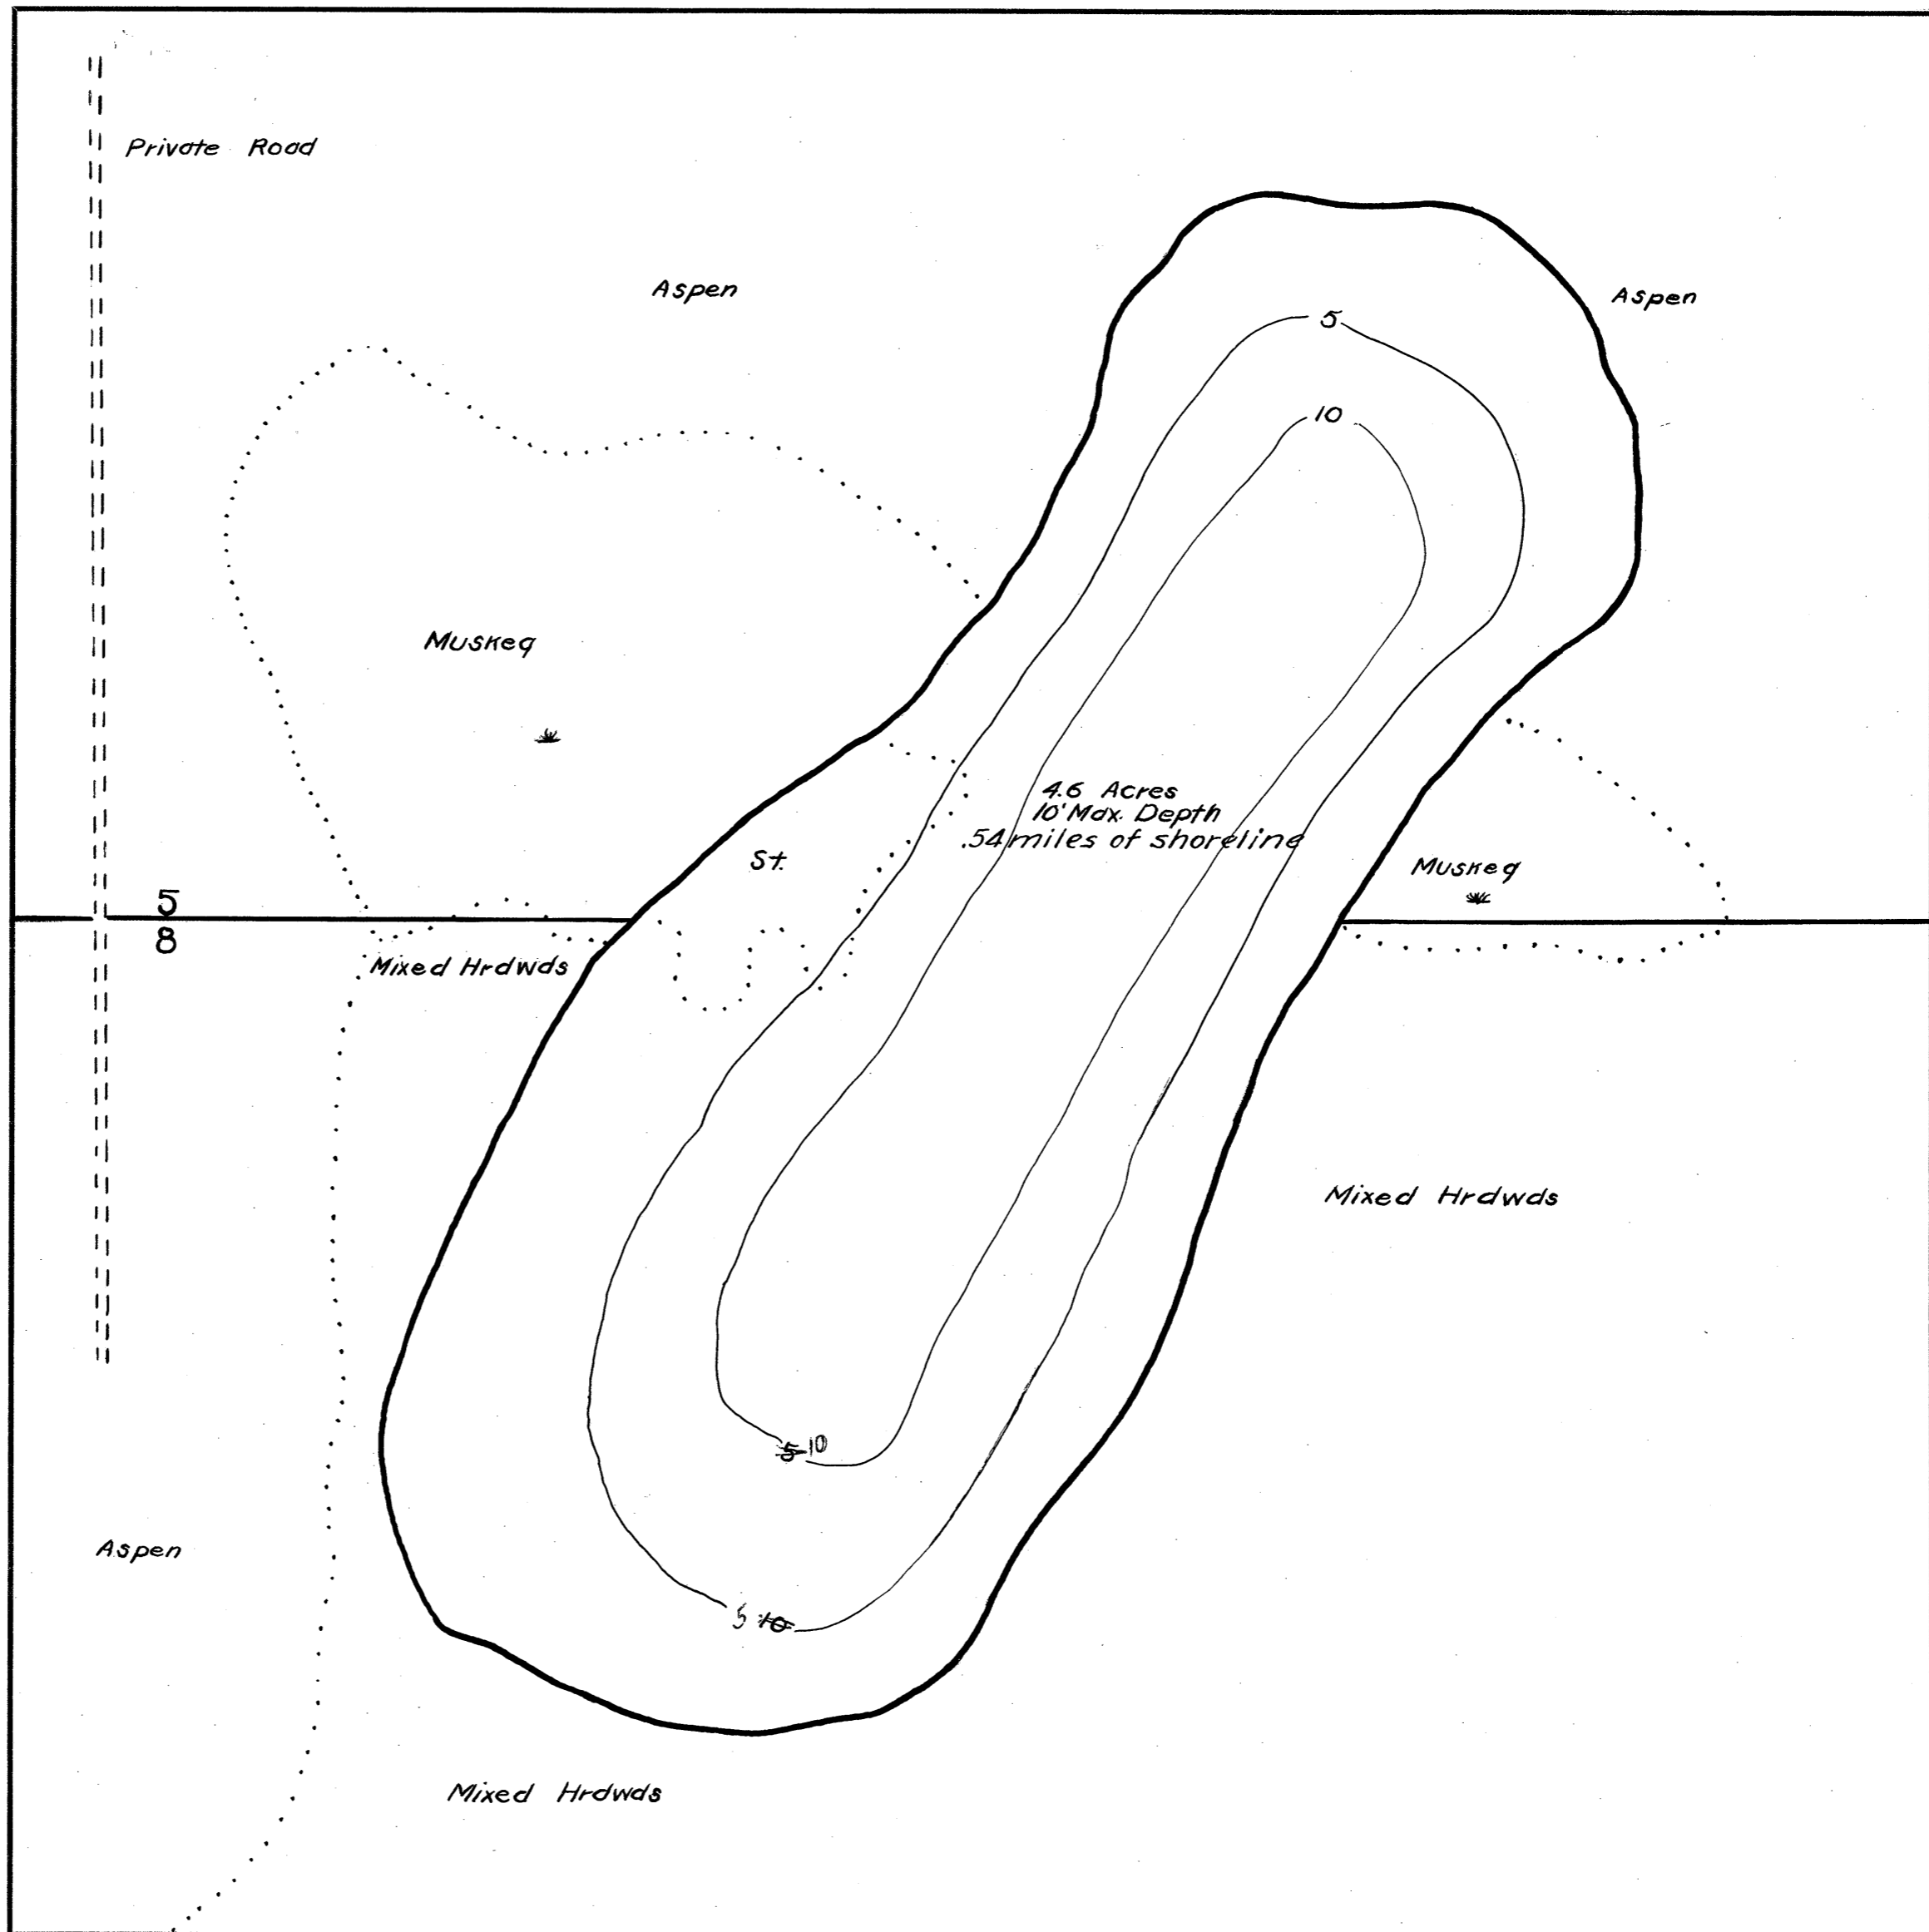 Private Road
Aspen
Aspen
5
10
Muskeg
4.6 Acres
10' Max. Depth
.54 miles of shoreline
St.
Muskeg
5
8
Mixed Hrdwds
Mixed Hrdwds
5 10
Aspen
5 10
Mixed Hrdwds